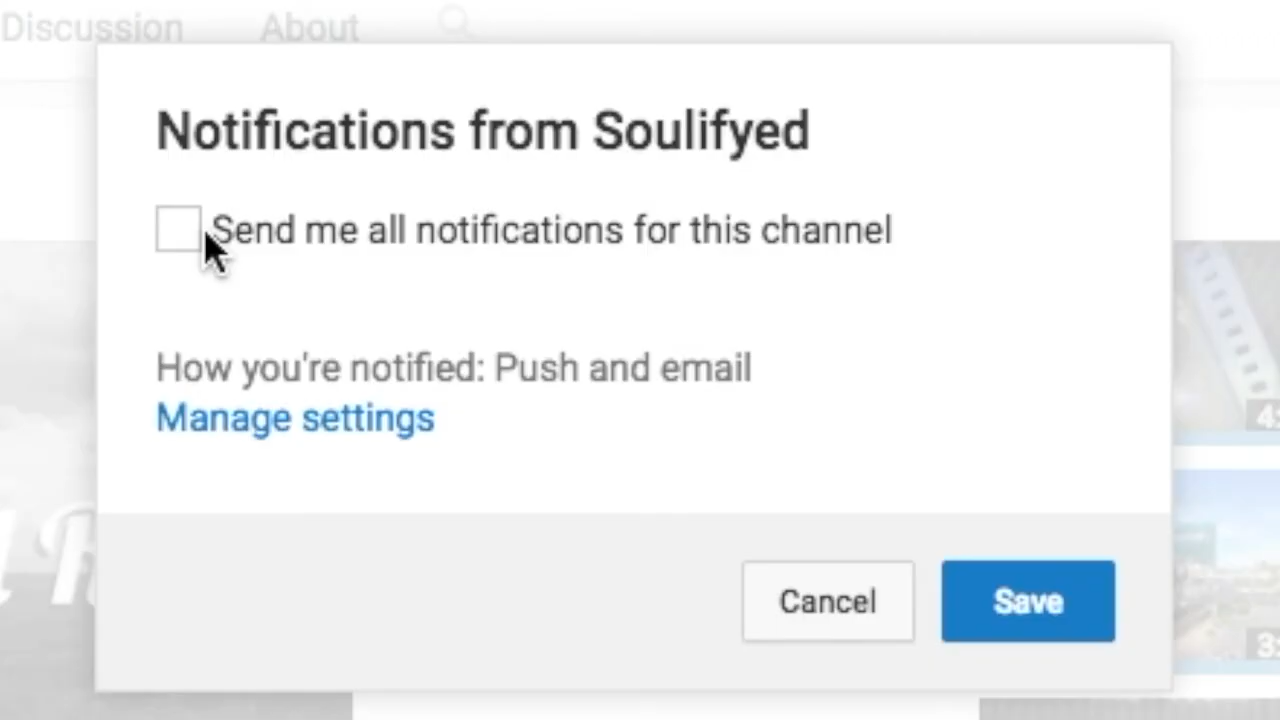 Discussion About
Notifications from Soulifyed
Send me all notifications for this channel
How you're notified: Push and email
Manage settings
Cancel Save